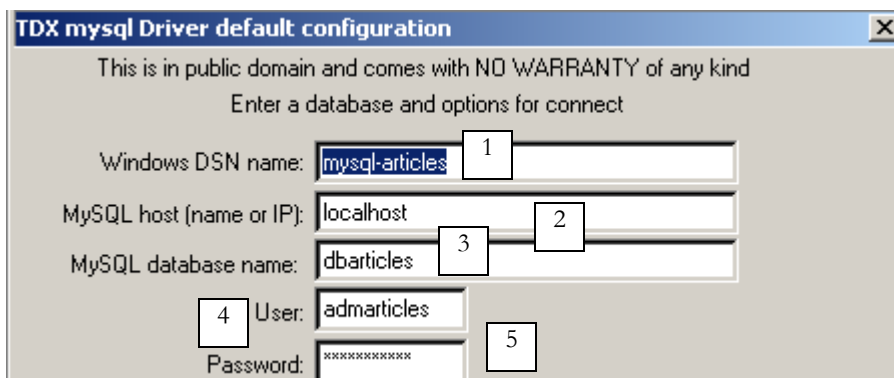 TDX mysql Driver default configuration
This is in public domain and comes with NO WARRANTY of any kind
Enter a database and options for connect
Windows DSN name: mysql-articles 1
MySQL host (name or IP): localhost 2
MySQL database name: dbarticles 3
4 User: admarticles
Password: *********** 5